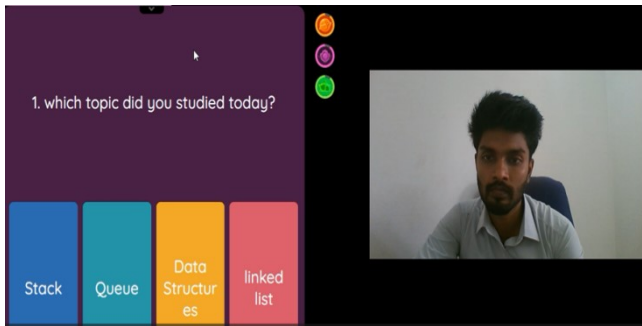 1. which topic did you studied today?
Stack
Queue
Data
Structur
es
linked
list